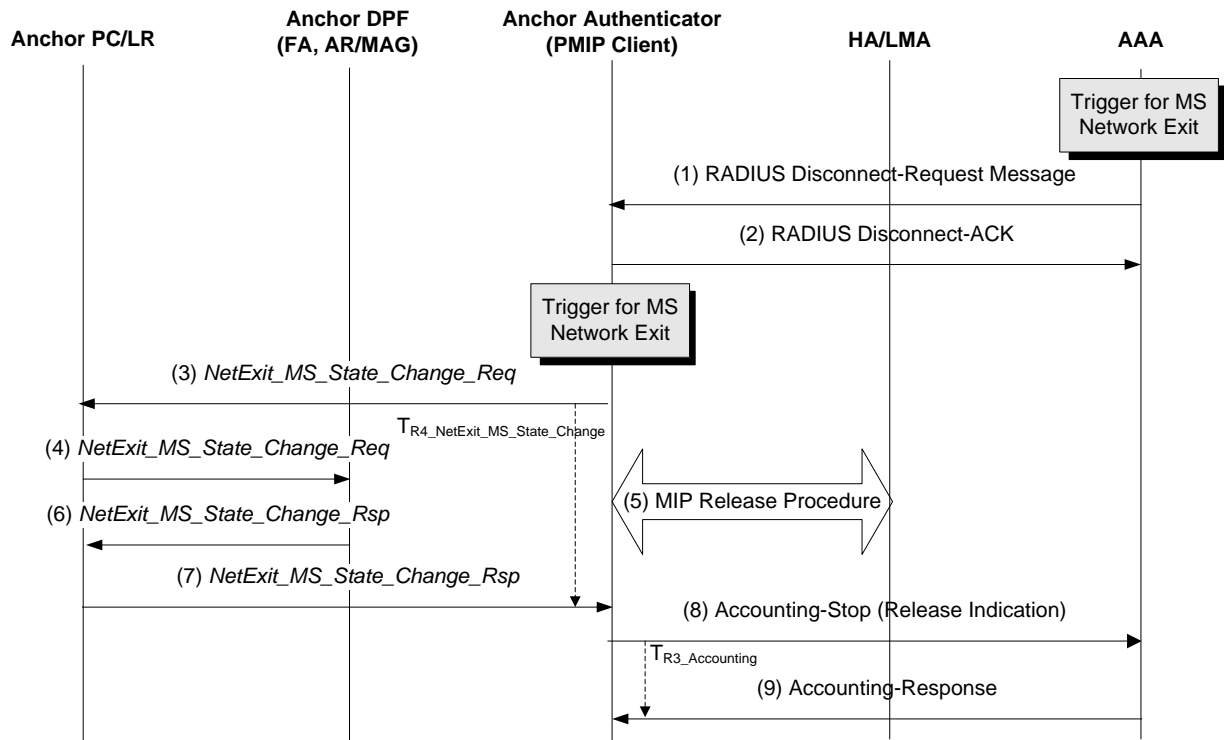 Anchor PC/LR
Anchor DPF
(FA, AR/MAG)
Anchor Authenticator
(PMIP Client)
HA/LMA
AAA
Trigger for MS
Network Exit
(1) RADIUS Disconnect-Request Message
(2) RADIUS Disconnect-ACK
Trigger for MS
Network Exit
(3) NetExit_MS_State_Change_Req
TR4_NetExit_MS_State_Change
(4) NetExit_MS_State_Change_Req
(5) MIP Release Procedure
(6) NetExit_MS_State_Change_Rsp
(7) NetExit_MS_State_Change_Rsp
(8) Accounting-Stop (Release Indication)
TR3_Accounting
(9) Accounting-Response